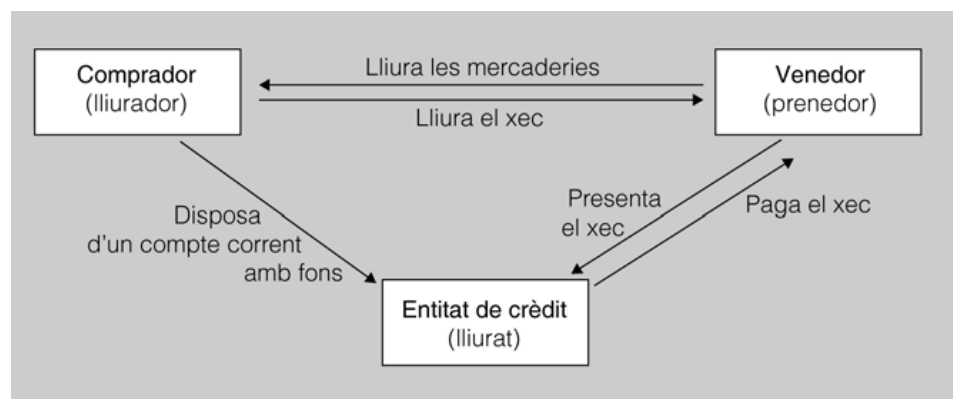 Comprador
(lliurador)
Lliura les mercaderies
Lliura el xec
Venedor
(prenedor)
Disposa
d'un compte corrent
amb fons
Presenta
el xec
Paga el xec
Entitat de crèdit
(lliurat)